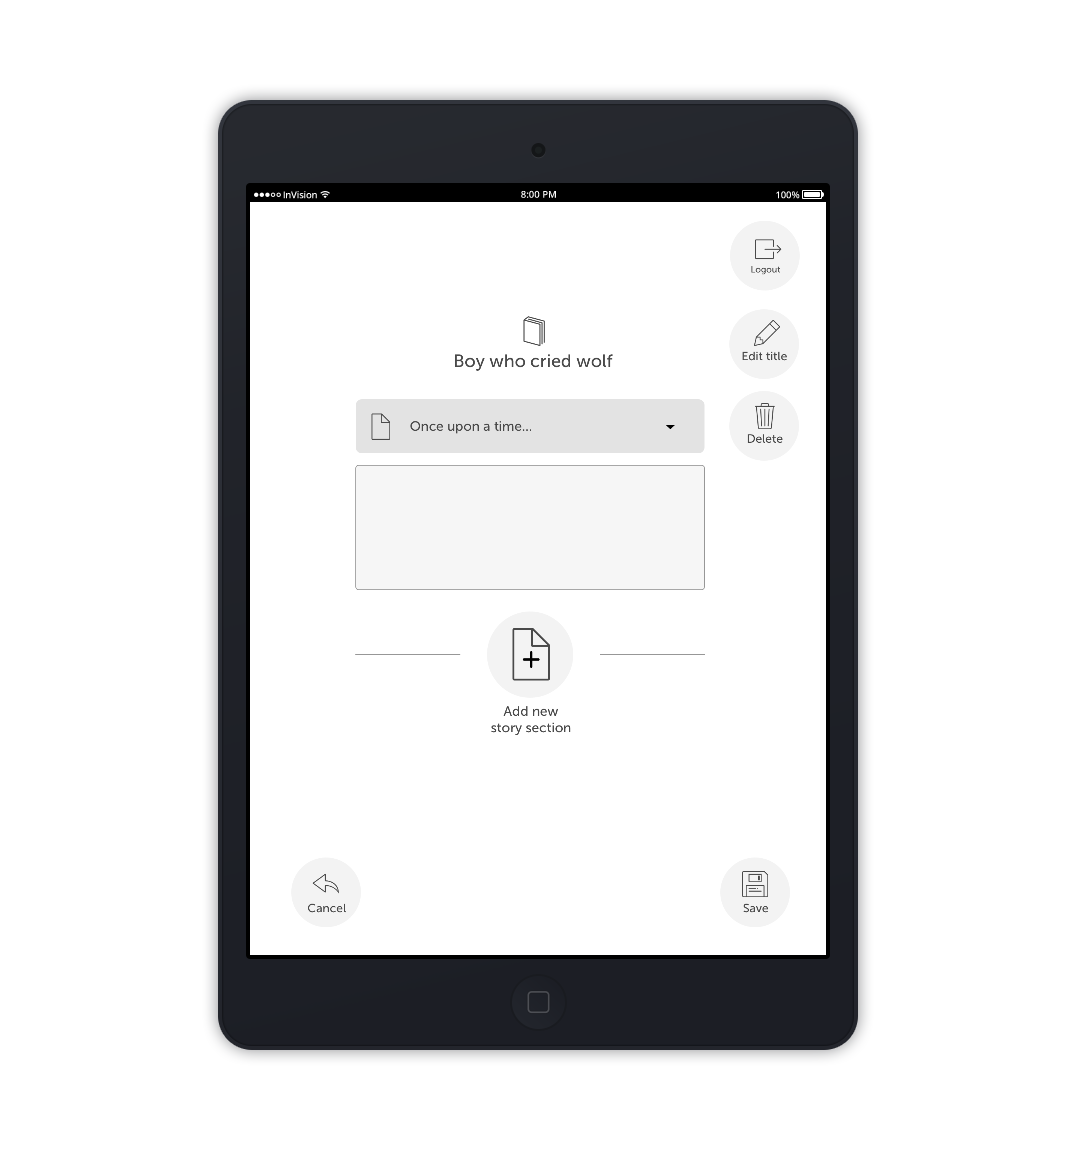 InVision 8:00 PM 100%
Logout
Boy who cried wolf
Edit title
Once upon a time...
Delete
Add new
story section
Cancel
Save